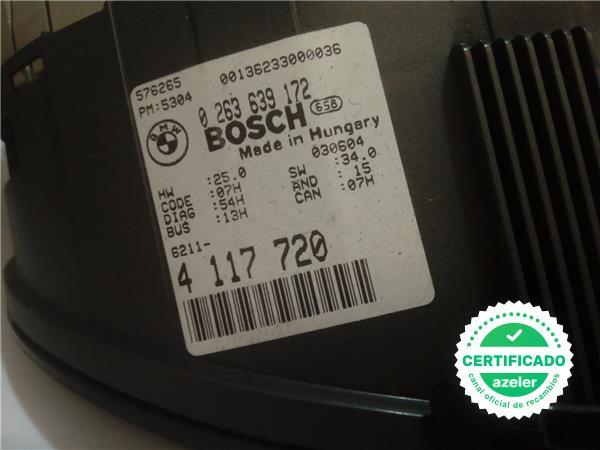 576265 00136233000036
PM:5304
BMW
0 263 639 172
BOSCH 658
Made in Hungary
030604
HW :25.0 SW :34.0
CODE :07H AND : 15
DIAG :54H CAN :07H
BUS :13H
6211-
4 117 720
CERTIFICADO
azeler
canal oficial de recambios